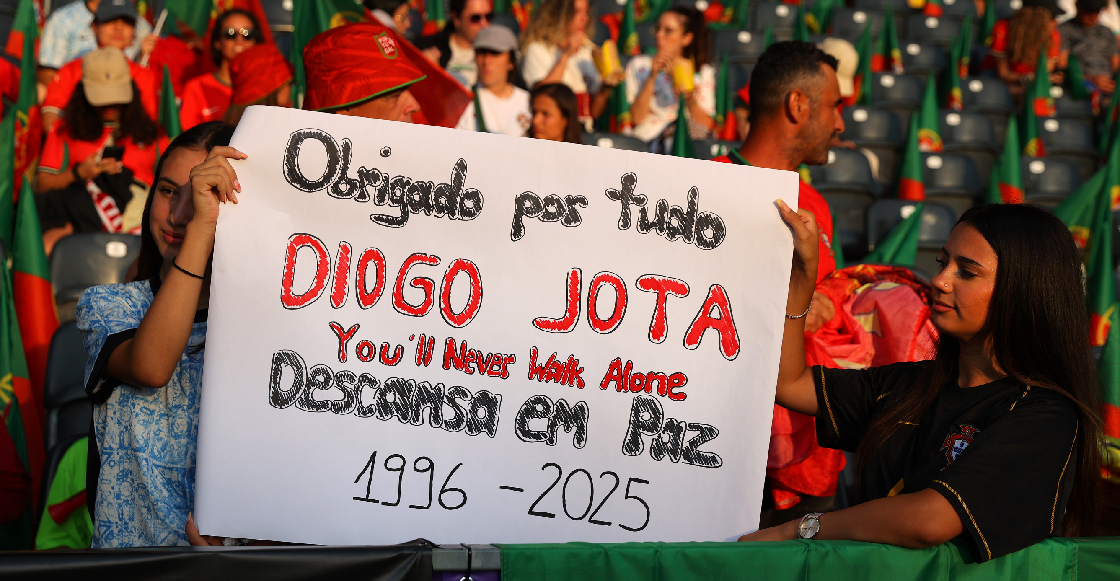 Obrigado por tudo
DIOGO JOTA
You'll Never Walk Alone
Descansa em Paz
1996 - 2025